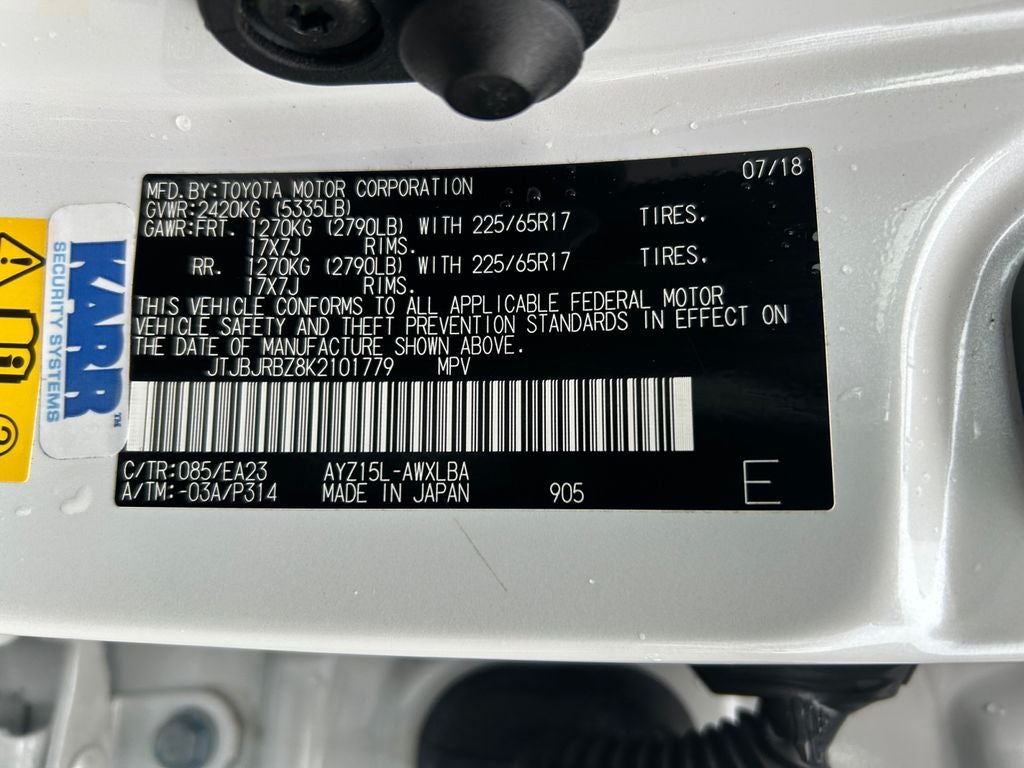 07/18
MFD. BY: TOYOTA MOTOR CORPORATION
GVWR: 2420KG (5335LB)
GAWR: FRT. 1270KG (2790LB) WITH 225/65R17 TIRES.
17X7J RIMS.
RR. 1270KG (2790LB) WITH 225/65R17 TIRES.
17X7J RIMS.
THIS VEHICLE CONFORMS TO ALL APPLICABLE FEDERAL MOTOR
VEHICLE SAFETY AND THEFT PREVENTION STANDARDS IN EFFECT ON
THE DATE OF MANUFACTURE SHOWN ABOVE.
JTJBJRBZ8K2101779 MPV
C/TR: 085/EA23 AYZ15L-AWXLBA
A/TM: -03A/P314 MADE IN JAPAN 905 E
KARR™
SECURITY SYSTEMS
2